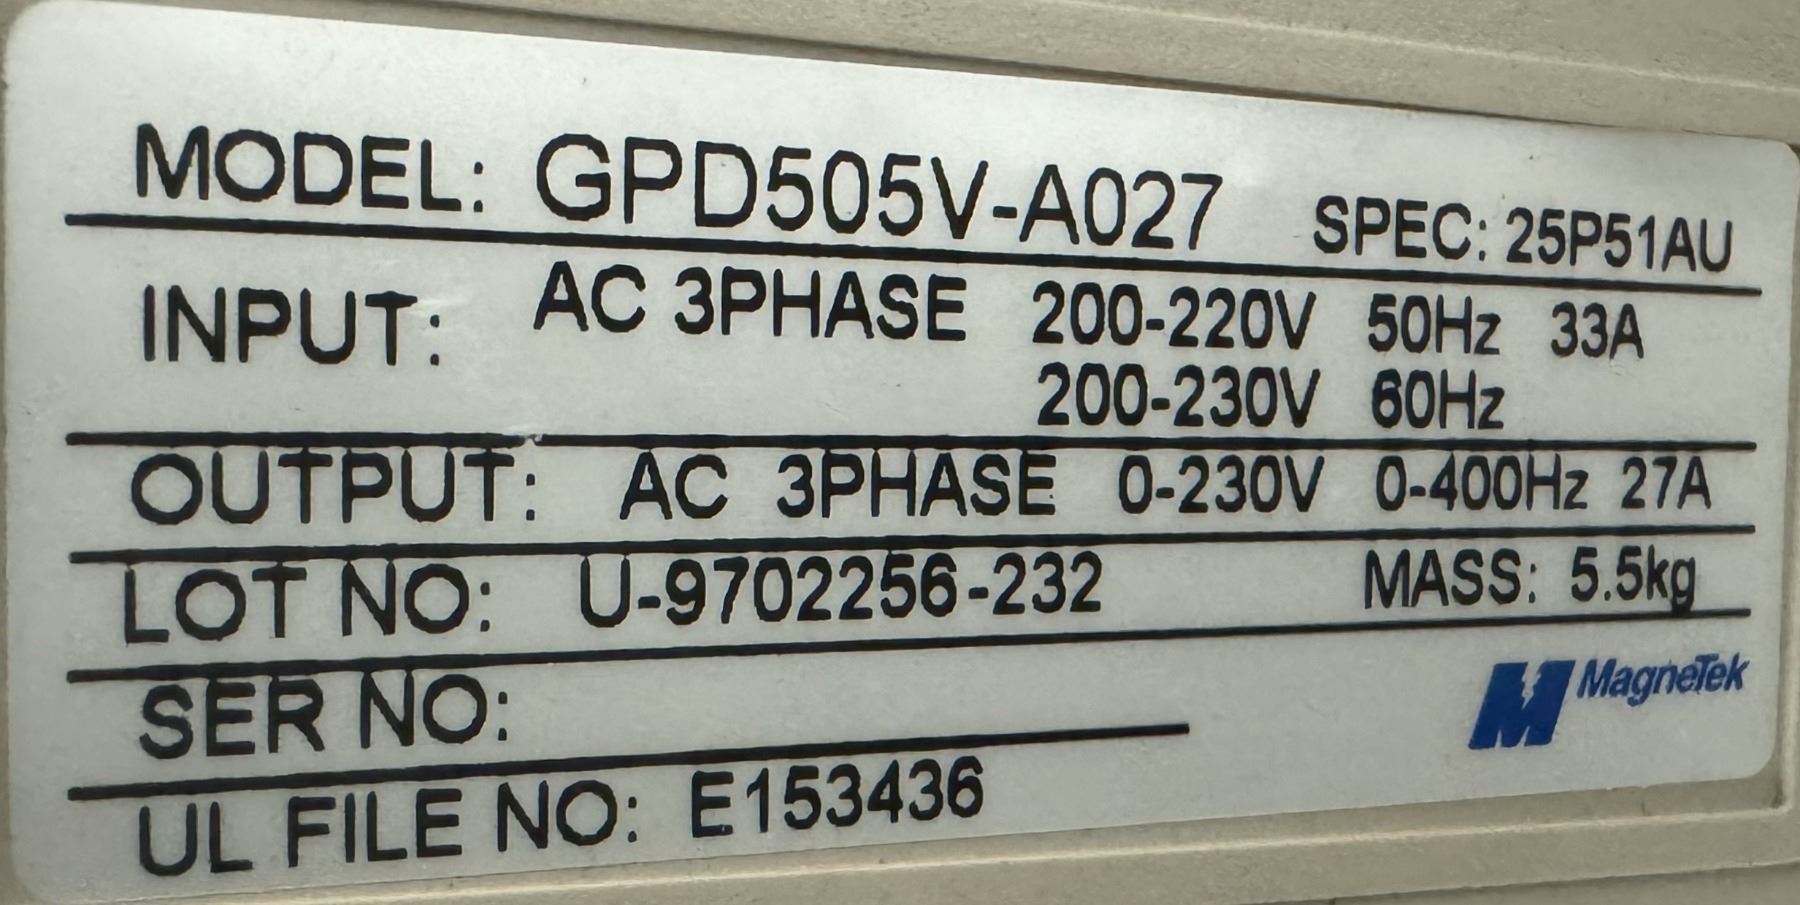 MODEL: GPD505V-A027 SPEC: 25P51AU
INPUT: AC 3PHASE 200-220V 50Hz 33A
200-230V 60Hz
OUTPUT: AC 3PHASE 0-230V 0-400Hz 27A
LOT NO: U-9702256-232 MASS: 5.5kg
SER NO:
MagneTek
UL FILE NO: E153436